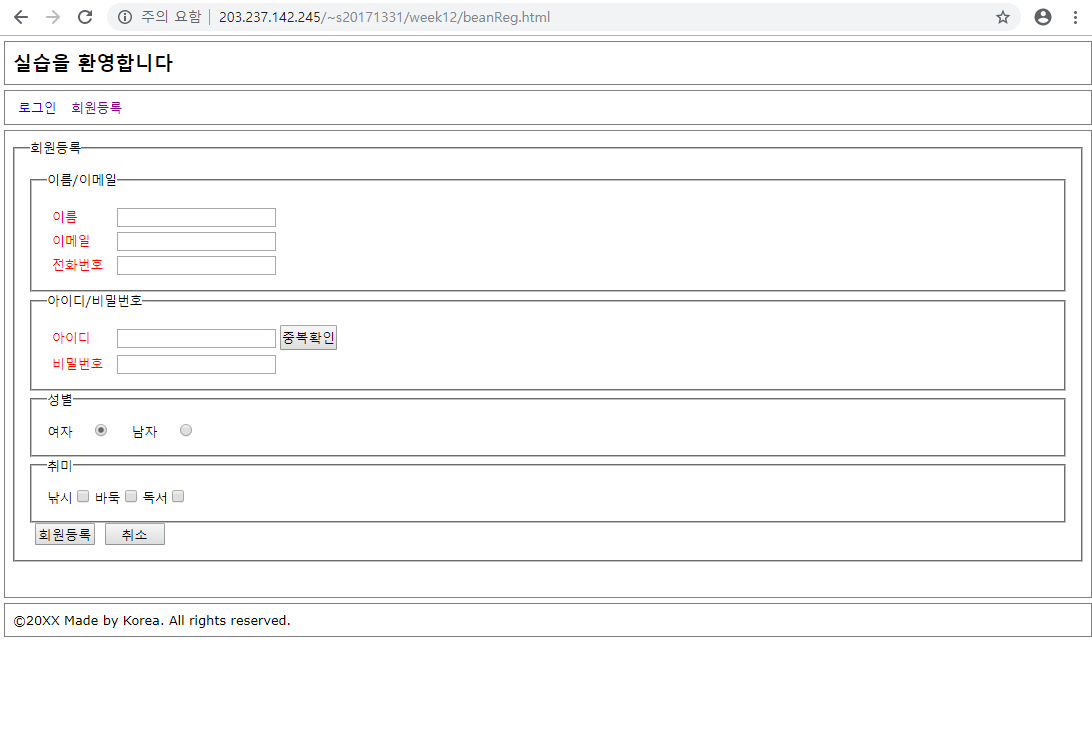 주의 요함 203.237.142.245/~s20171331/week12/beanReg.html
실습을 환영합니다
로그인 회원등록
회원등록
이름/이메일
이름
이메일
전화번호
아이디/비밀번호
아이디 중복확인
비밀번호
성별
여자 남자
취미
낚시 바둑 독서
회원등록 취소
©20XX Made by Korea. All rights reserved.